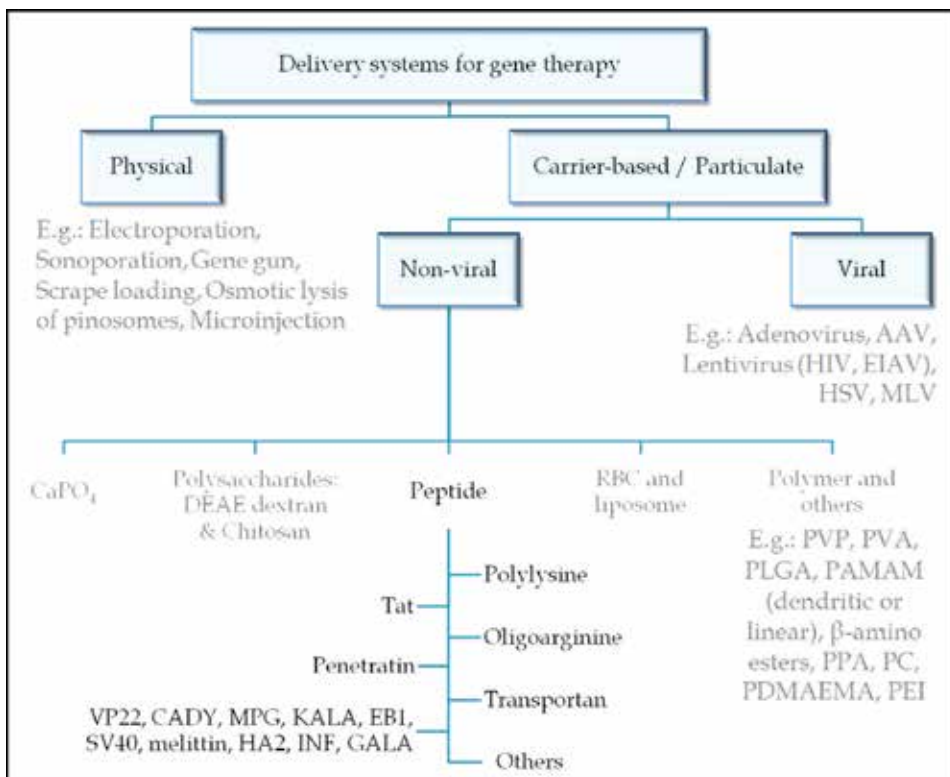 Delivery systems for gene therapy
Physical
Carrier-based / Particulate
E.g.: Electroporation,
Sonoporation, Gene gun,
Scrape loading, Osmotic lysis
of pinosomes, Microinjection
Non-viral
Viral
E.g.: Adenovirus, AAV,
Lentivirus (HIV, EIAV),
HSV, MLV
CaPO₄
Polysaccharides:
DÈAE dextran
& Chitosan
Peptide
RBC and
liposome
Polymer and
others
E.g.: PVP, PVA,
PLGA, PAMAM
(dendritic or
linear), β-amino
esters, PPA, PC,
PDMAEMA, PEI
Polylysine
Tat
Oligoarginine
Penetratin
Transportan
VP22, CADY, MPG, KALA, EB1,
SV40, melittin, HA2, INF, GALA
Others